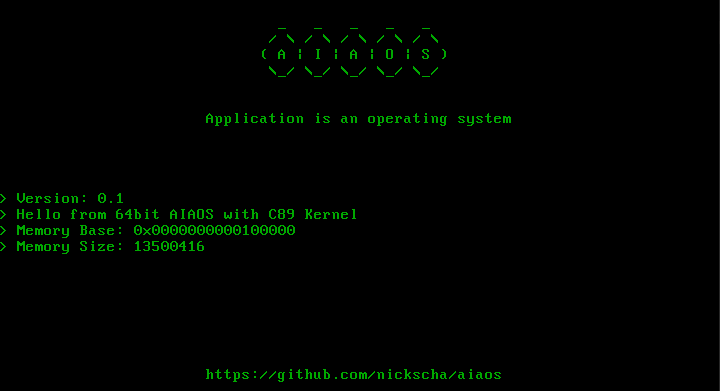 ( A | I | A | O | S )
Application is an operating system
> Version: 0.1
> Hello from 64bit AIAOS with C89 Kernel
> Memory Base: 0x0000000000100000
> Memory Size: 13500416
https://github.com/nickscha/aiaos